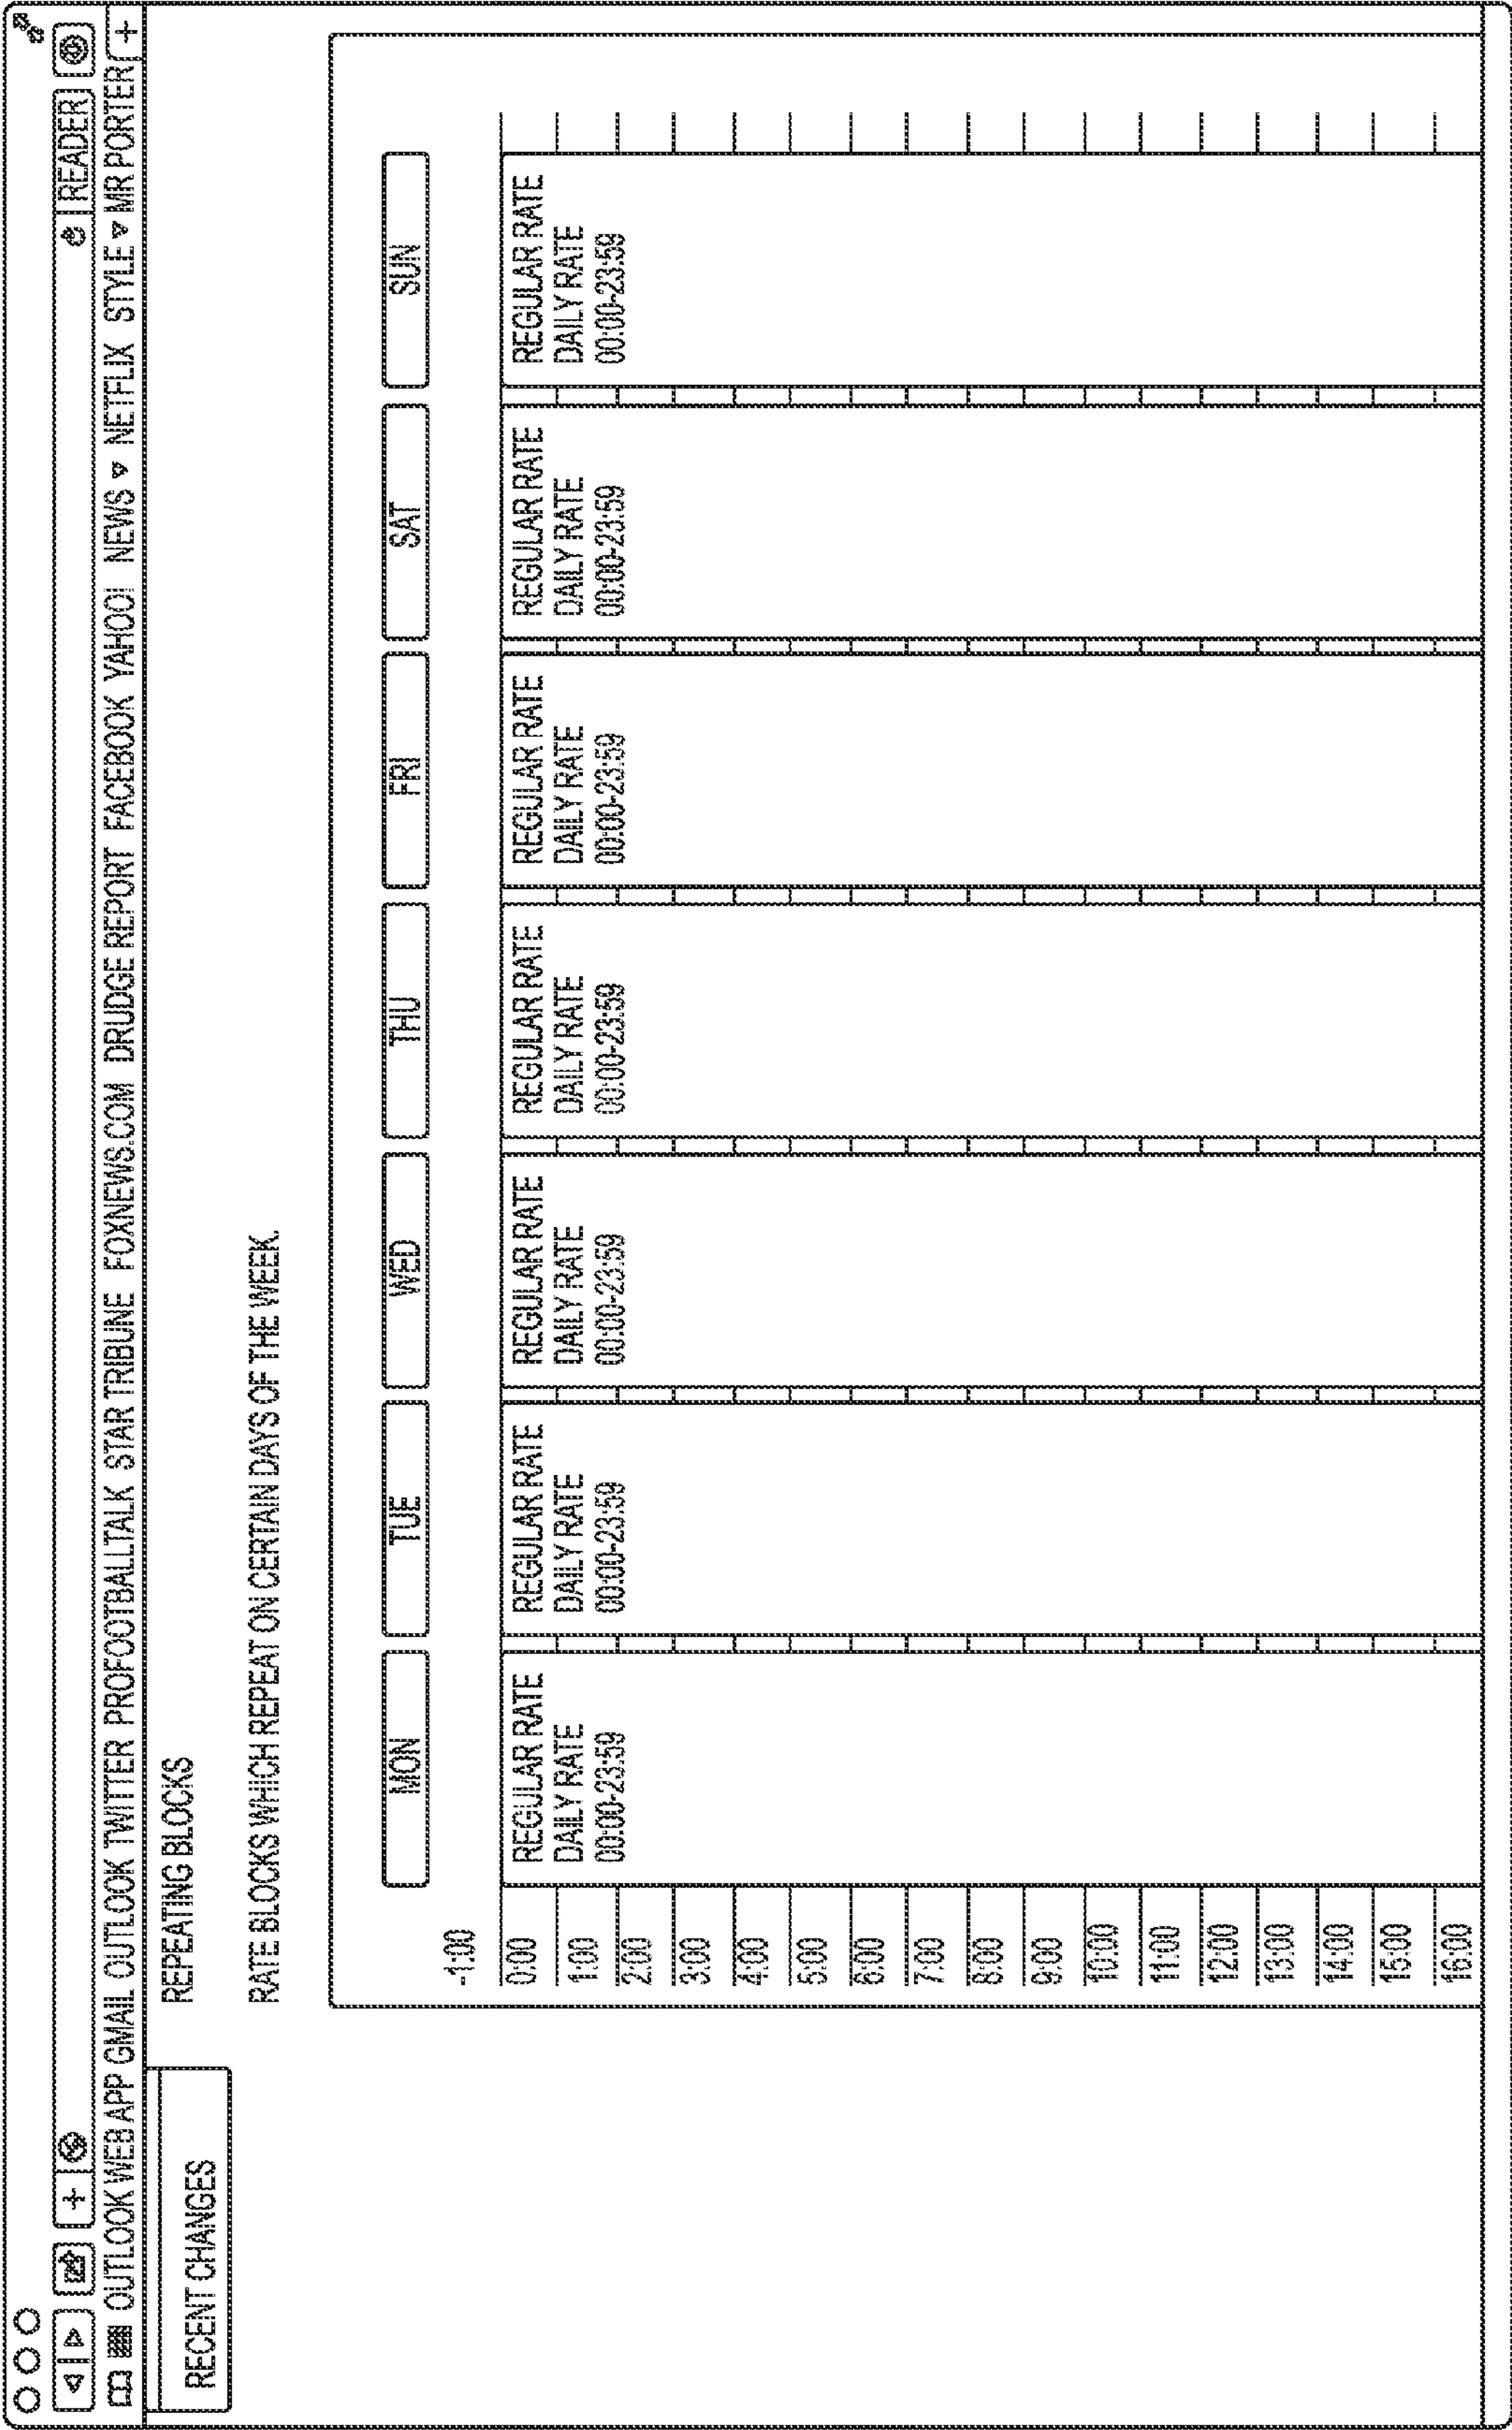 READER
OUTLOOK WEB APP GMAIL OUTLOOK TWITTER PROFOOTBALLTALK STAR TRIBUNE FOXNEWS.COM DRUDGE REPORT FACEBOOK YAHOO! NEWS NETFLIX STYLE MR PORTER +
RECENT CHANGES
REPEATING BLOCKS
RATE BLOCKS WHICH REPEAT ON CERTAIN DAYS OF THE WEEK.
MON TUE WED THU FRI SAT SUN
-1:00
0:00
1:00
2:00
3:00
4:00
5:00
6:00
7:00
8:00
9:00
10:00
11:00
12:00
13:00
14:00
15:00
16:00
REGULAR RATE
DAILY RATE
00:00-23:59
REGULAR RATE
DAILY RATE
00:00-23:59
REGULAR RATE
DAILY RATE
00:00-23:59
REGULAR RATE
DAILY RATE
00:00-23:59
REGULAR RATE
DAILY RATE
00:00-23:59
REGULAR RATE
DAILY RATE
00:00-23:59
REGULAR RATE
DAILY RATE
00:00-23:59